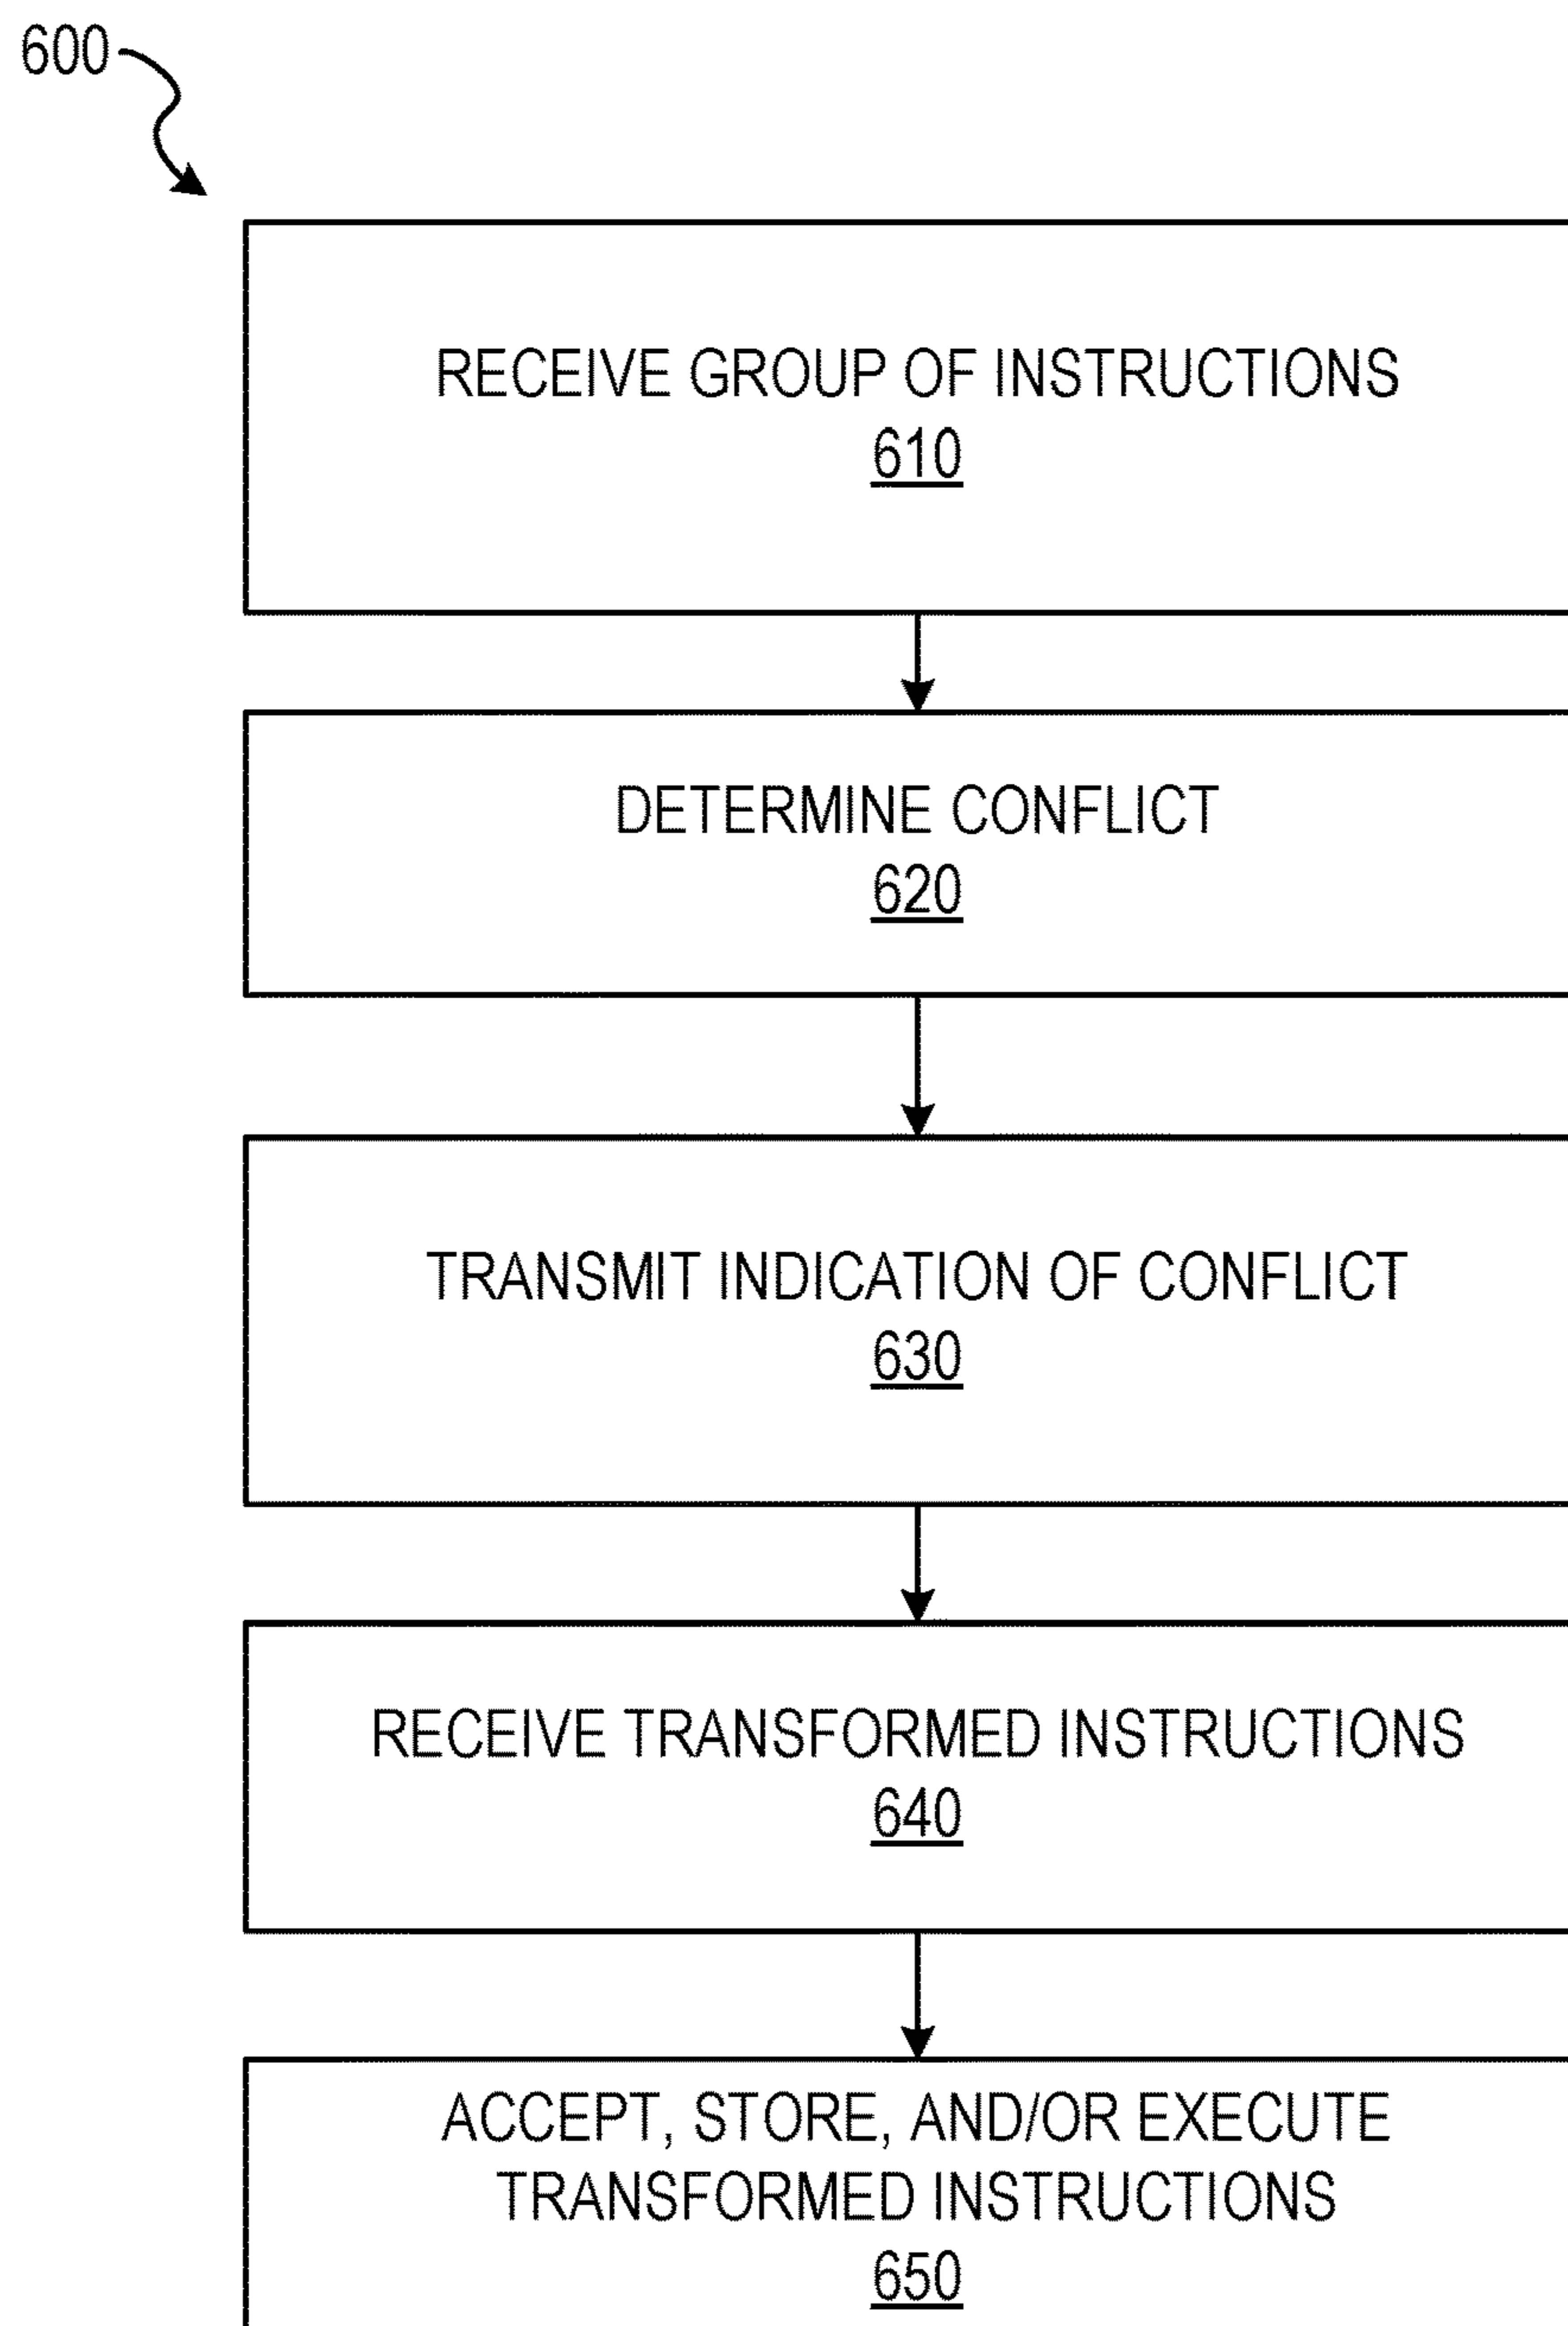 600
RECEIVE GROUP OF INSTRUCTIONS
610
DETERMINE CONFLICT
620
TRANSMIT INDICATION OF CONFLICT
630
RECEIVE TRANSFORMED INSTRUCTIONS
640
ACCEPT, STORE, AND/OR EXECUTE
TRANSFORMED INSTRUCTIONS
650